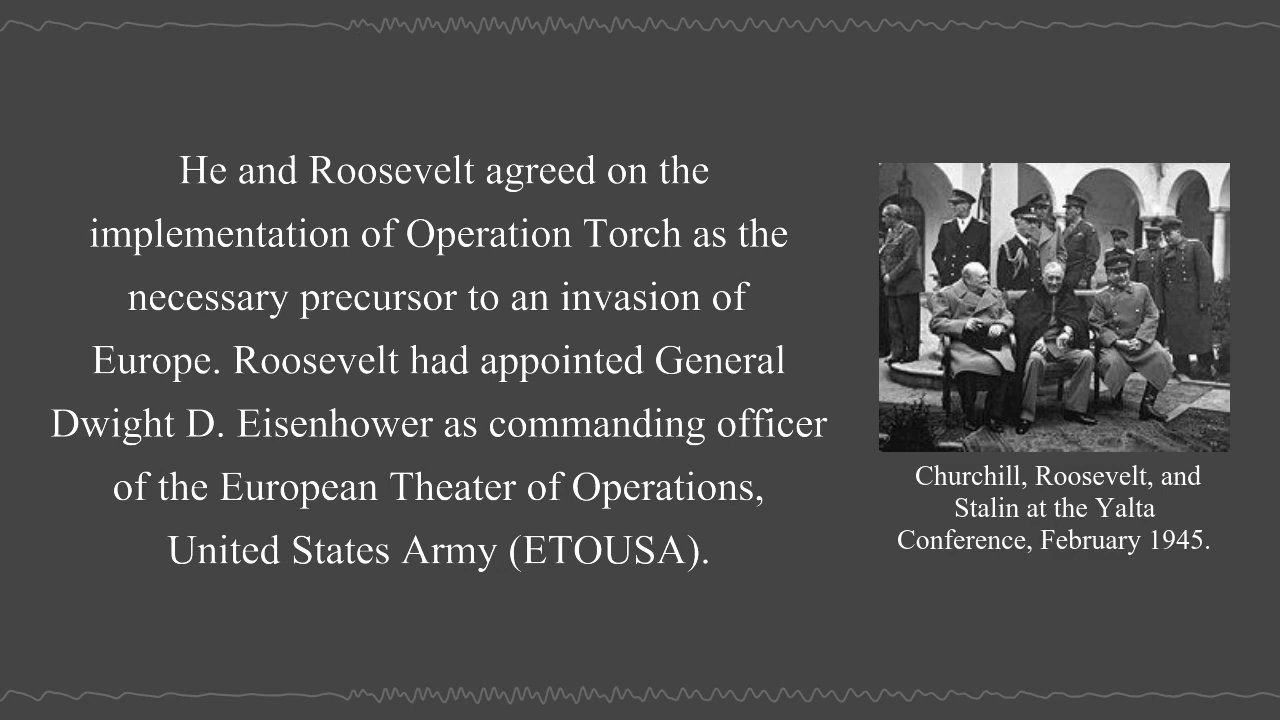 He and Roosevelt agreed on the
implementation of Operation Torch as the
necessary precursor to an invasion of
Europe. Roosevelt had appointed General
Dwight D. Eisenhower as commanding officer
of the European Theater of Operations,
United States Army (ETOUSA).
Churchill, Roosevelt, and
Stalin at the Yalta
Conference, February 1945.